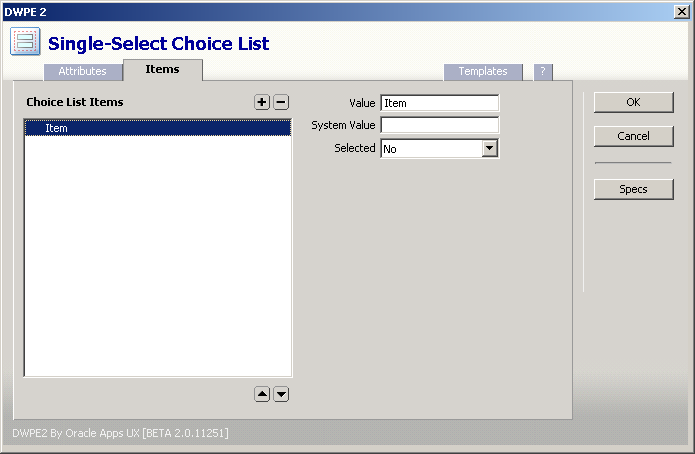 DWPE 2
Single-Select Choice List
Attributes Items Templates ?
Choice List Items
Item
Value Item
System Value
Selected No
OK
Cancel
Specs
DWPE2 By Oracle Apps UX [BETA 2.0.11251]